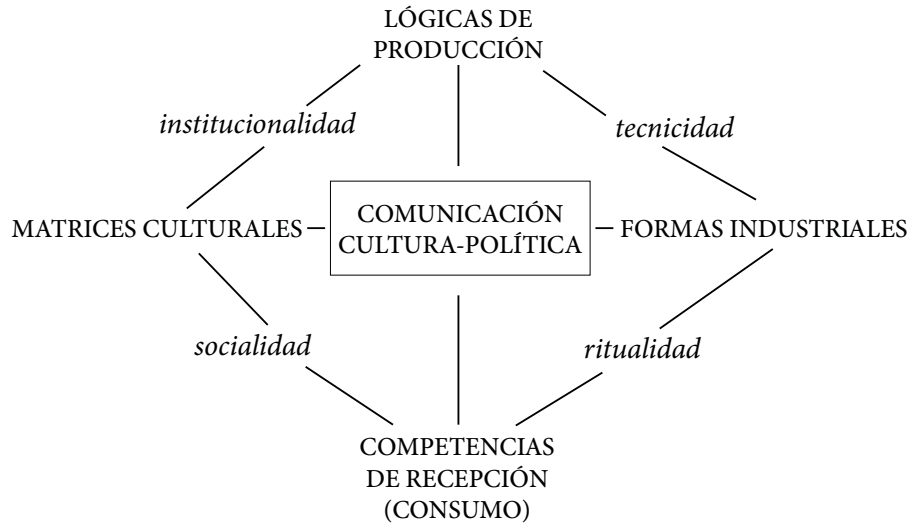 LÓGICAS DE
PRODUCCIÓN
institucionalidad
tecnicidad
MATRICES CULTURALES
COMUNICACIÓN
CULTURA-POLÍTICA
FORMAS INDUSTRIALES
socialidad
ritualidad
COMPETENCIAS
DE RECEPCIÓN
(CONSUMO)